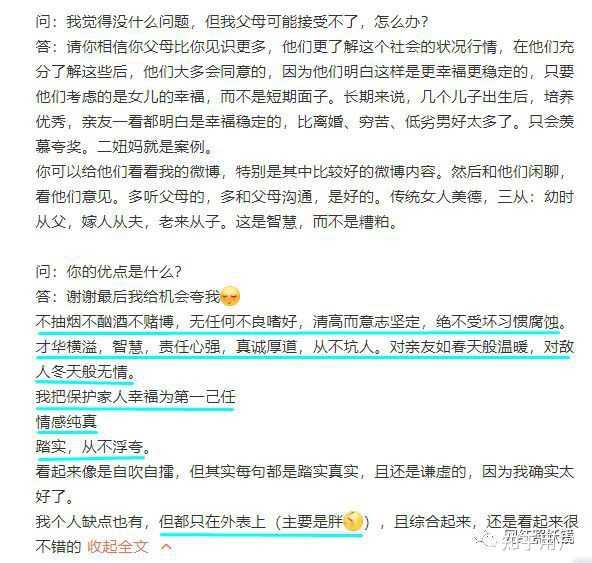 问：我觉得没什么问题，但我父母可能接受不了，怎么办？
答：请你相信你父母比你见识更多，他们更了解这个社会的状况行情，在他们充
分了解这些后，他们大多会同意的，因为他们明白这样是更幸福更稳定的，只要
他们考虑的是女儿的幸福，而不是短期面子。长期来说，几个儿子出生后，培养
优秀，亲友一看都明白是幸福稳定的，比离婚、穷苦、低劣男好太多了。只会羡
慕夸奖。二妞妈就是案例。
你可以给他们看看我的微博，特别是其中比较好的微博内容。然后和他们闲聊，
看他们意见。多听父母的，多和父母沟通，是好的。传统女人美德，三从：幼时
从父，嫁人从夫，老来从子。这是智慧，而不是糟粕。
问：你的优点是什么？
答：谢谢最后我给机会夸我
不抽烟不酗酒不赌博，无任何不良嗜好，清高而意志坚定，绝不受坏习惯腐蚀。
才华横溢，智慧，责任心强，真诚厚道，从不坑人。对亲友如春天般温暖，对敌
人冬天般无情。
我把保护家人幸福为第一己任
情感纯真
踏实，从不浮夸。
看起来像是自吹自擂，但其实每句都是踏实真实，且还是谦虚的，因为我确实太
好了。
我个人缺点也有，但都只在外表上（主要是胖），且综合起来，还是看起来很
不错的 收起全文